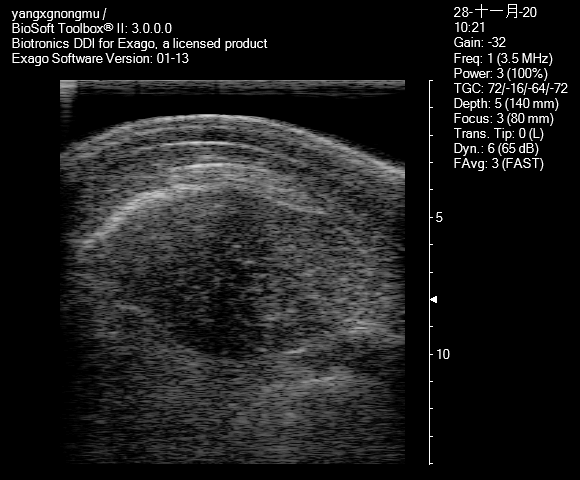 yangxgnongmu /
BioSoft Toolbox® II: 3.0.0.0
Biotronics DDI for Exago, a licensed product
Exago Software Version: 01-13
28-十一月-20
10:21
Gain: -32
Freq: 1 (3.5 MHz)
Power: 3 (100%)
TGC: 72/-16/-64/-72
Depth: 5 (140 mm)
Focus: 3 (80 mm)
Trans. Tip: 0 (L)
Dyn.: 6 (65 dB)
FAvg: 3 (FAST)
5
10